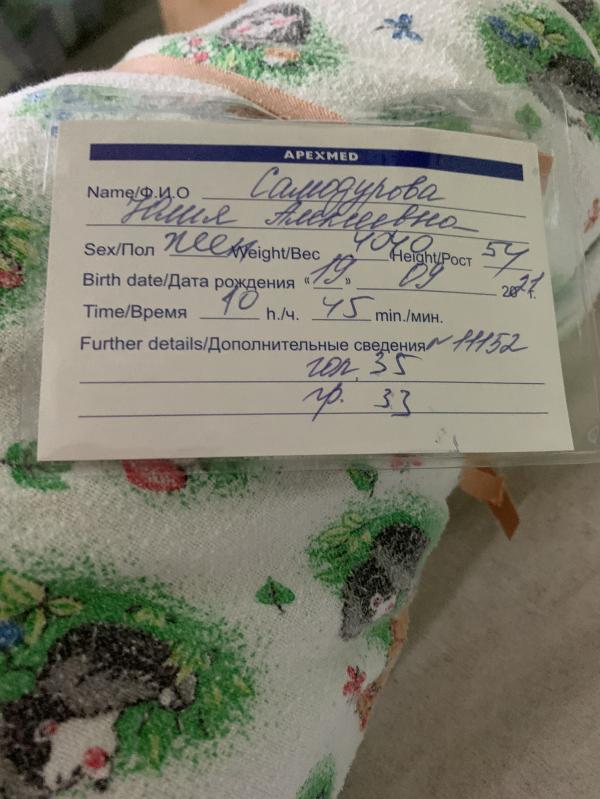 APEXMED
Name/Ф.И.О Самодурова
Юлия Алексеевна
Sex/Пол жен Weight/Вес 4040 Height/Рост 54
Birth date/Дата рождения «19» 09 2021 г.
Time/Время 10 h./ч. 45 min./мин.
Further details/Дополнительные сведения N 11152
гол. 35
гр. 33